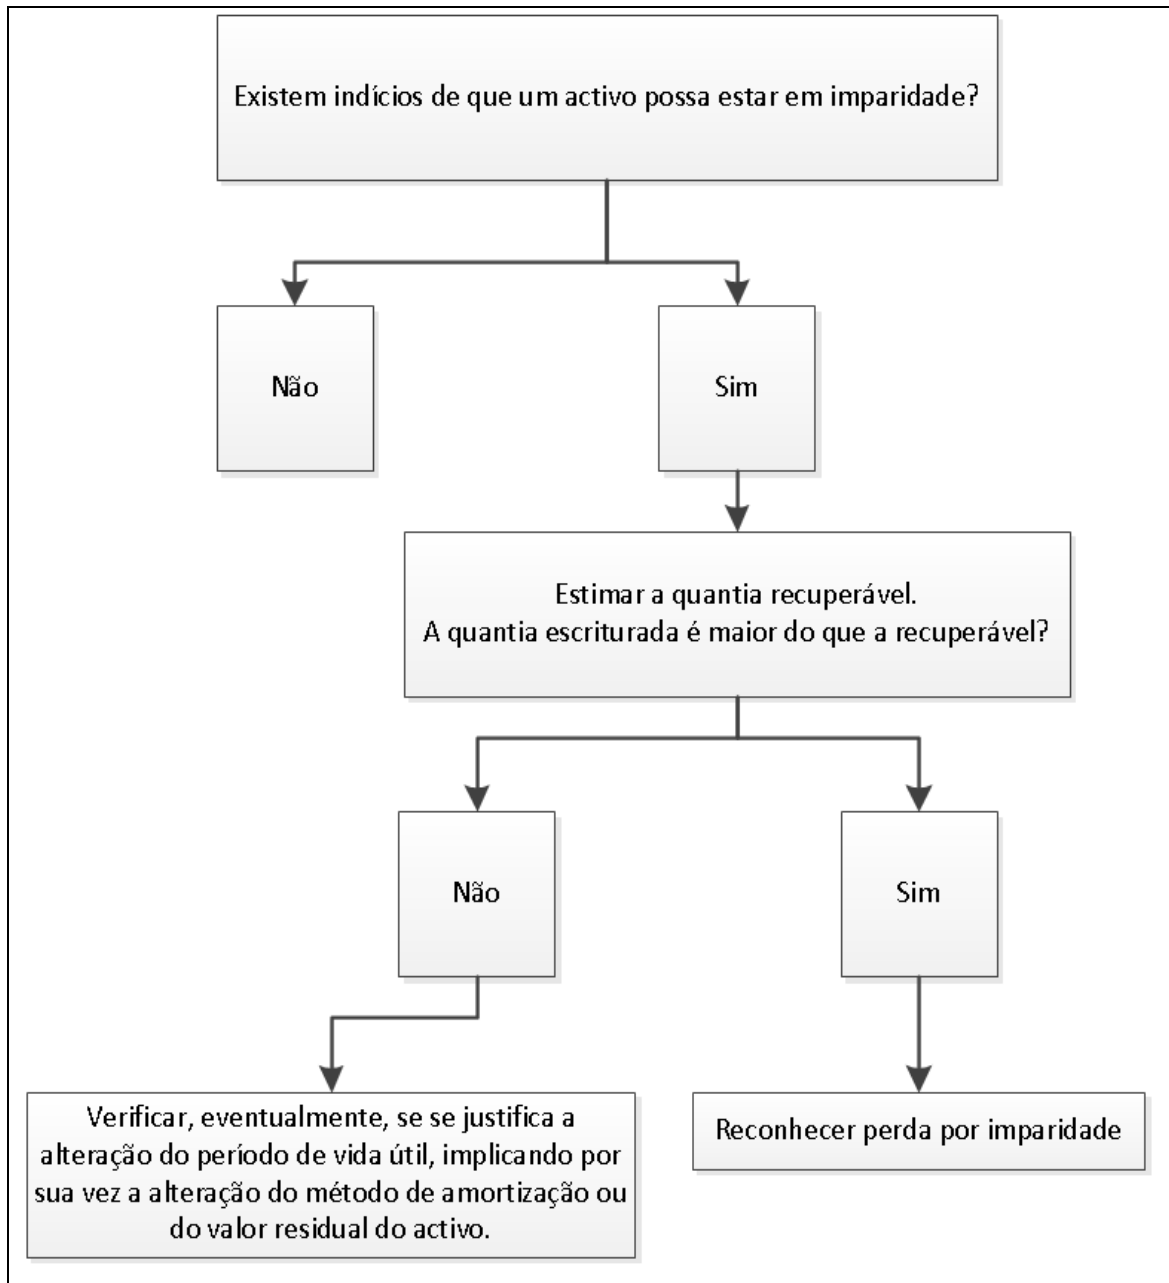 Existem indícios de que um activo possa estar em imparidade?
Não
Sim
Estimar a quantia recuperável.
A quantia escriturada é maior do que a recuperável?
Não
Sim
Verificar, eventualmente, se se justifica a
alteração do período de vida útil, implicando por
sua vez a alteração do método de amortização ou
do valor residual do activo.
Reconhecer perda por imparidade